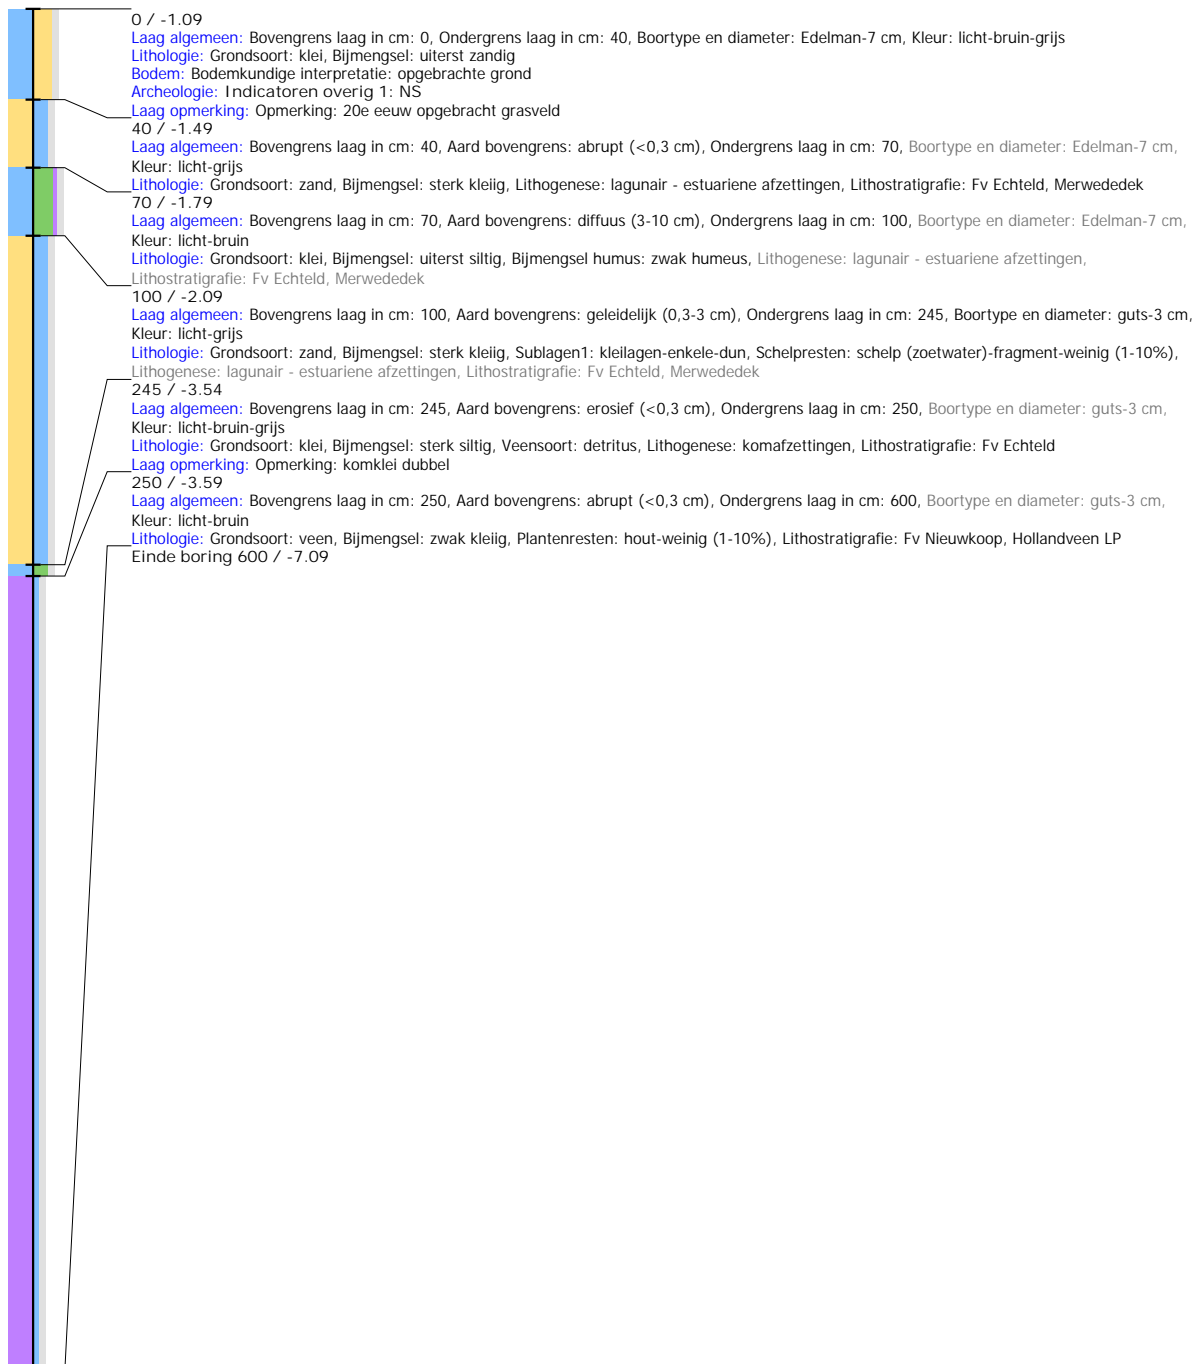 0 / -1.09
Laag algemeen: Bovengrens laag in cm: 0, Ondergrens laag in cm: 40, Boortype en diameter: Edelman-7 cm, Kleur: licht-bruin-grijs
Lithologie: Grondsoort: klei, Bijmengsel: uiterst zandig
Bodem: Bodemkundige interpretatie: opgebrachte grond
Archeologie: Indicatoren overig 1: NS
Laag opmerking: Opmerking: 20e eeuw opgebracht grasveld
40 / -1.49
Laag algemeen: Bovengrens laag in cm: 40, Aard bovengrens: abrupt (<0,3 cm), Ondergrens laag in cm: 70, Boortype en diameter: Edelman-7 cm,
Kleur: licht-grijs
Lithologie: Grondsoort: zand, Bijmengsel: sterk kleiig, Lithogenese: lagunair - estuariene afzettingen, Lithostratigrafie: Fv Echteld, Merwededek
70 / -1.79
Laag algemeen: Bovengrens laag in cm: 70, Aard bovengrens: diffuus (3-10 cm), Ondergrens laag in cm: 100, Boortype en diameter: Edelman-7 cm,
Kleur: licht-bruin
Lithologie: Grondsoort: klei, Bijmengsel: uiterst siltig, Bijmengsel humus: zwak humeus, Lithogenese: lagunair - estuariene afzettingen,
Lithostratigrafie: Fv Echteld, Merwededek
100 / -2.09
Laag algemeen: Bovengrens laag in cm: 100, Aard bovengrens: geleidelijk (0,3-3 cm), Ondergrens laag in cm: 245, Boortype en diameter: guts-3 cm,
Kleur: licht-grijs
Lithologie: Grondsoort: zand, Bijmengsel: sterk kleiig, Sublagen1: kleilagen-enkele-dun, Schelpresten: schelp (zoetwater)-fragment-weinig (1-10%),
Lithogenese: lagunair - estuariene afzettingen, Lithostratigrafie: Fv Echteld, Merwededek
245 / -3.54
Laag algemeen: Bovengrens laag in cm: 245, Aard bovengrens: erosief (<0,3 cm), Ondergrens laag in cm: 250, Boortype en diameter: guts-3 cm,
Kleur: licht-bruin-grijs
Lithologie: Grondsoort: klei, Bijmengsel: sterk siltig, Veensoort: detritus, Lithogenese: komafzettingen, Lithostratigrafie: Fv Echteld
Laag opmerking: Opmerking: komklei dubbel
250 / -3.59
Laag algemeen: Bovengrens laag in cm: 250, Aard bovengrens: abrupt (<0,3 cm), Ondergrens laag in cm: 600, Boortype en diameter: guts-3 cm,
Kleur: licht-bruin
Lithologie: Grondsoort: veen, Bijmengsel: zwak kleiig, Plantenresten: hout-weinig (1-10%), Lithostratigrafie: Fv Nieuwkoop, Hollandveen LP
Einde boring 600 / -7.09